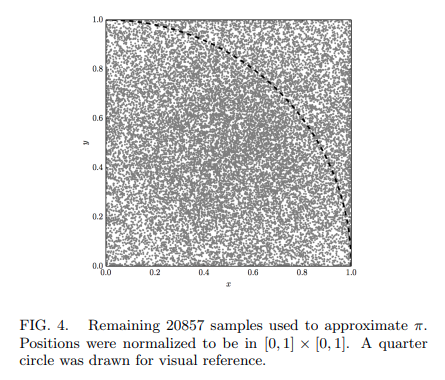 1.0
0.8
0.6
y
0.4
0.2
0.0
0.0 0.2 0.4 0.6 0.8 1.0
x
FIG. 4. Remaining 20857 samples used to approximate π.
Positions were normalized to be in [0, 1] × [0, 1]. A quarter
circle was drawn for visual reference.